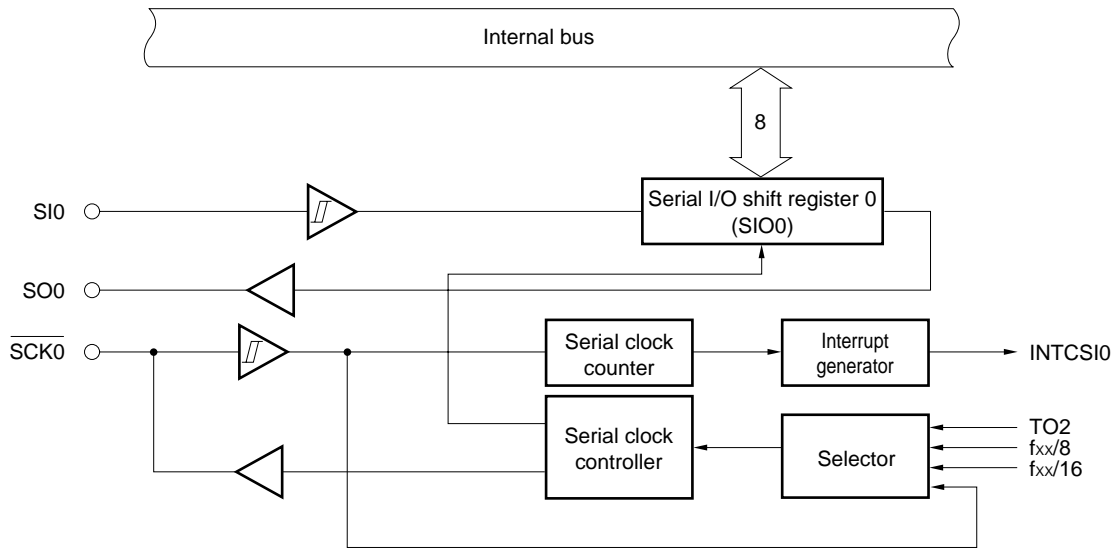 Internal bus
8
SI0
Serial I/O shift register 0
(SIO0)
SO0
SCK0
Serial clock
counter
Interrupt
generator
INTCSI0
Serial clock
controller
Selector
TO2
fxx/8
fxx/16